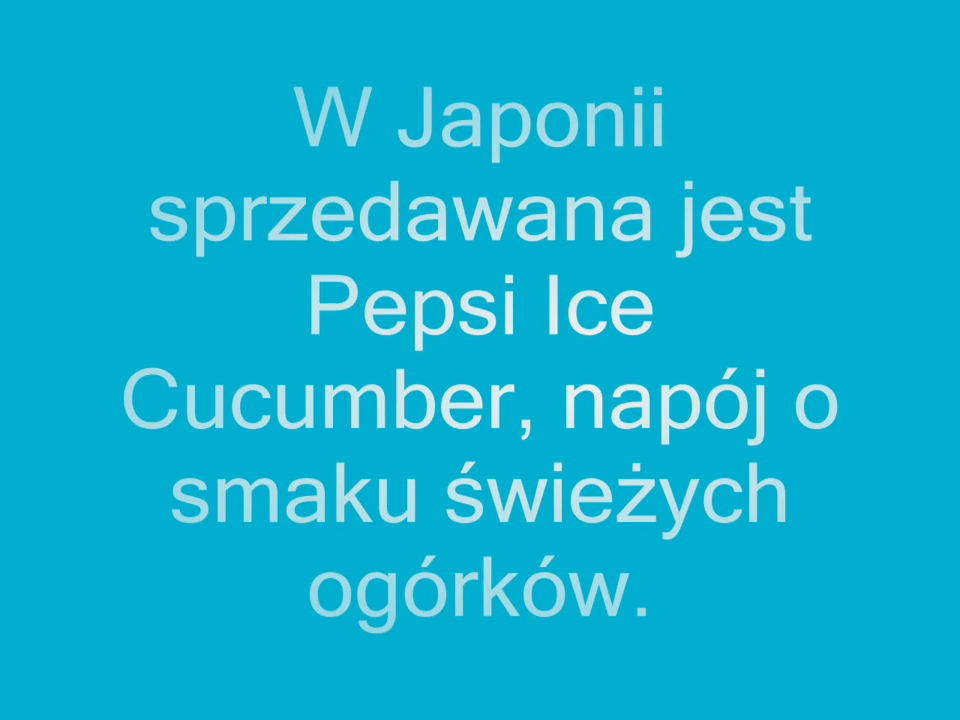 W Japonii
sprzedawana jest
Pepsi Ice
Cucumber, napój o
smaku świeżych
ogórków.